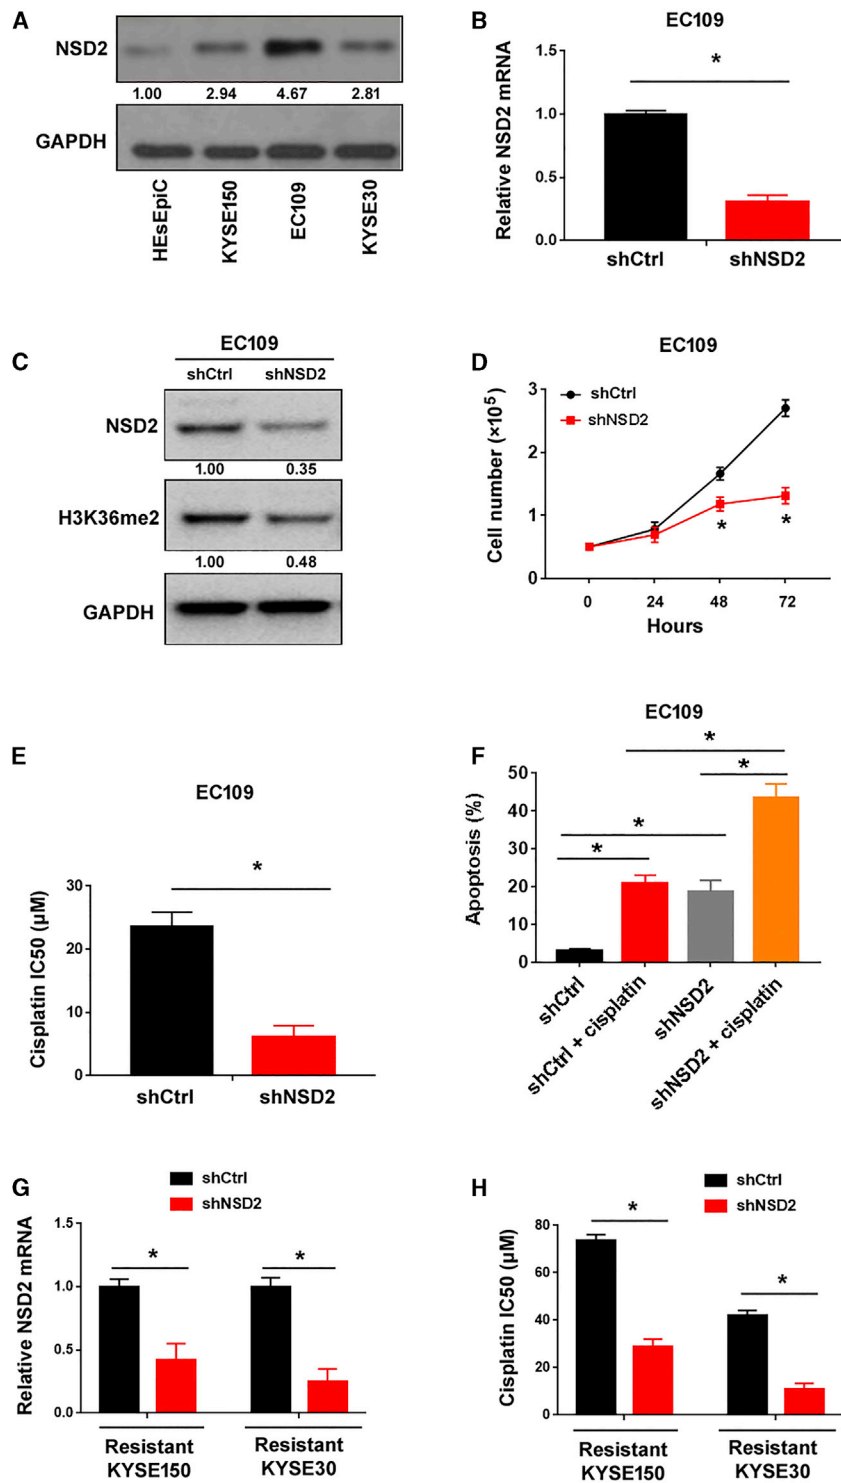 A
NSD2
1.00 2.94 4.67 2.81
GAPDH
HEsEpiC
KYSE150
EC109
KYSE30
B
EC109
*
Relative NSD2 mRNA
1.5
1.0
0.5
0.0
shCtrl shNSD2
C
EC109
shCtrl shNSD2
NSD2
1.00 0.35
H3K36me2
1.00 0.48
GAPDH
D
EC109
shCtrl
shNSD2
Cell number (×10⁵)
3
2
1
0
* *
0 24 48 72
Hours
E
EC109
*
Cisplatin IC50 (µM)
30
20
10
0
shCtrl shNSD2
F
EC109
*
*
*
*
Apoptosis (%)
50
40
30
20
10
0
shCtrl
shCtrl + cisplatin
shNSD2
shNSD2 + cisplatin
G
shCtrl
shNSD2
Relative NSD2 mRNA
1.5
1.0
0.5
0.0
* *
Resistant Resistant
KYSE150 KYSE30
H
shCtrl
shNSD2
Cisplatin IC50 (µM)
80
60
40
20
0
*
*
Resistant Resistant
KYSE150 KYSE30